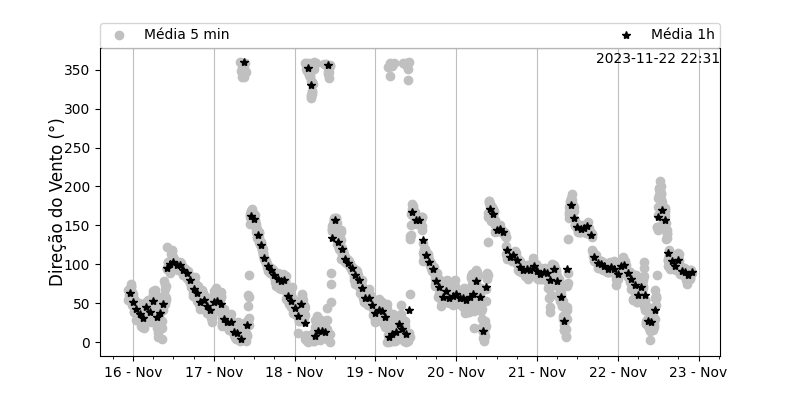 Média 5 min
Média 1h
2023-11-22 22:31
Direção do Vento (°)
350
300
250
200
150
100
50
0
16 - Nov
17 - Nov
18 - Nov
19 - Nov
20 - Nov
21 - Nov
22 - Nov
23 - Nov